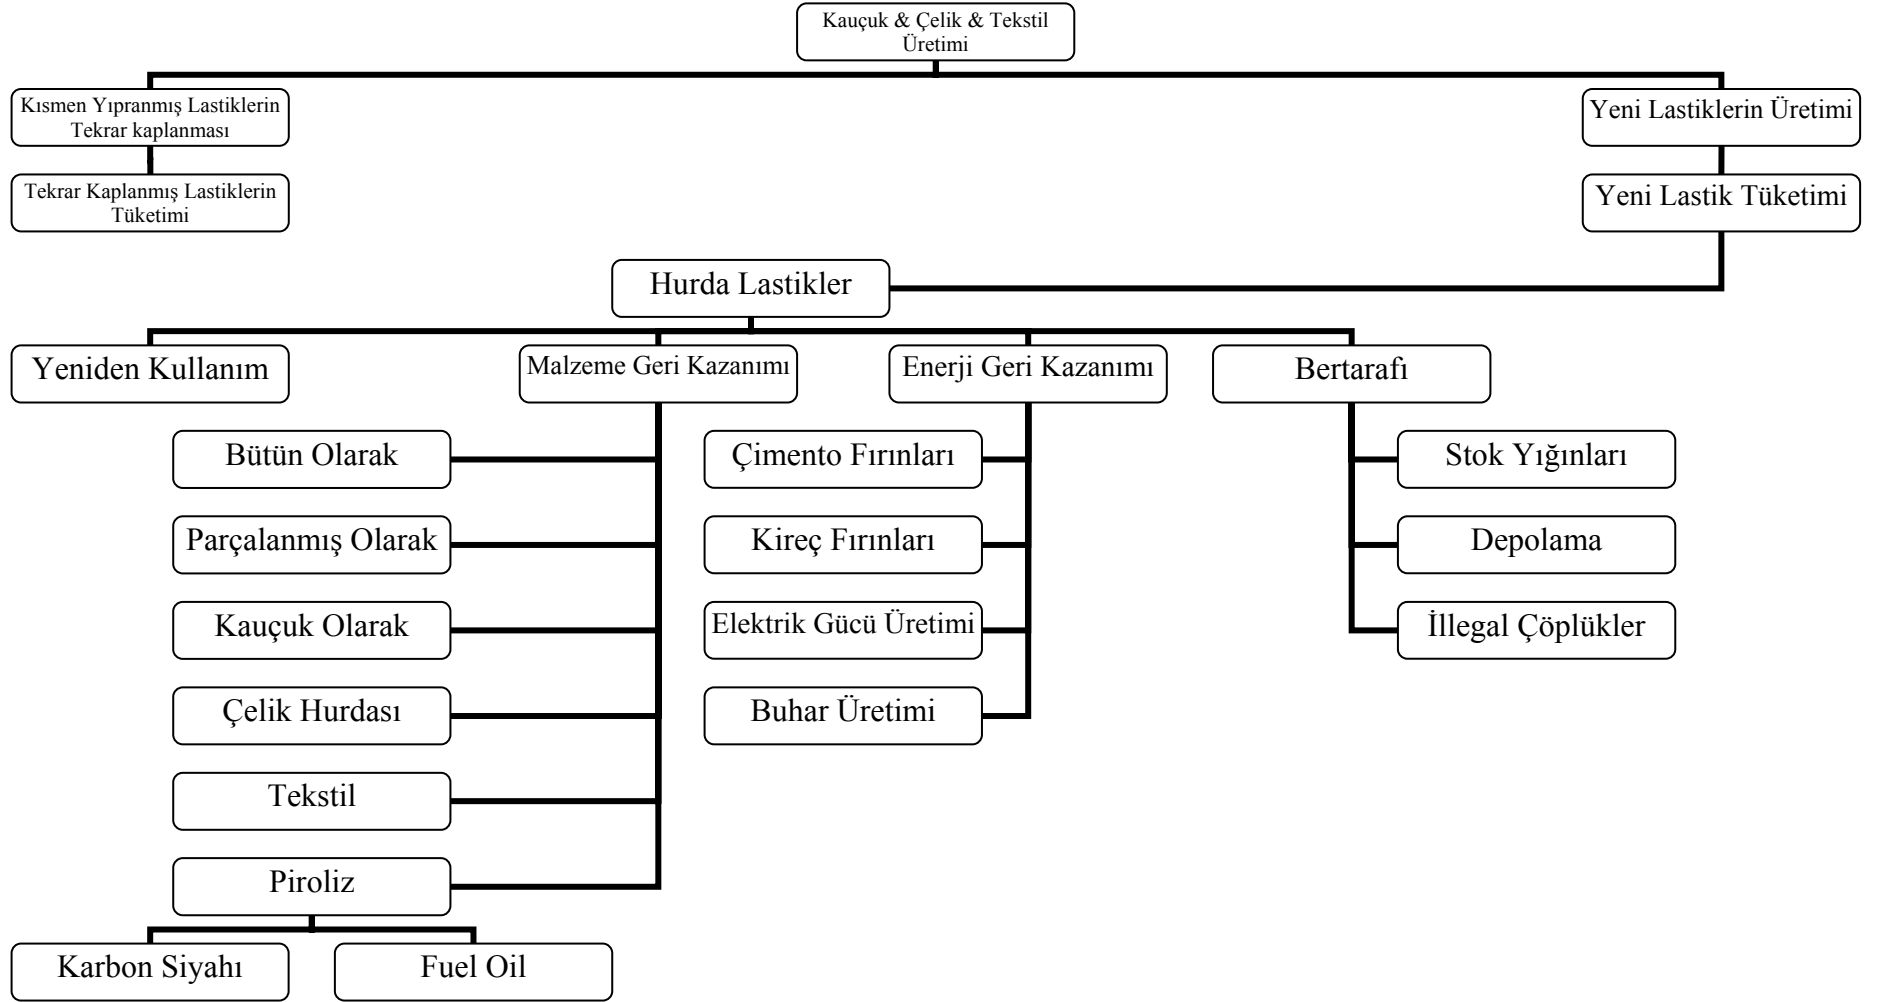 Kauçuk & Çelik & Tekstil
Üretimi
Kısmen Yıpranmış Lastiklerin
Tekrar kaplanması
Yeni Lastiklerin Üretimi
Tekrar Kaplanmış Lastiklerin
Tüketimi
Yeni Lastik Tüketimi
Hurda Lastikler
Yeniden Kullanım
Malzeme Geri Kazanımı
Enerji Geri Kazanımı
Bertarafı
Bütün Olarak
Çimento Fırınları
Stok Yığınları
Parçalanmış Olarak
Kireç Fırınları
Depolama
Kauçuk Olarak
Elektrik Gücü Üretimi
İllegal Çöplükler
Çelik Hurdası
Buhar Üretimi
Tekstil
Piroliz
Karbon Siyahı
Fuel Oil